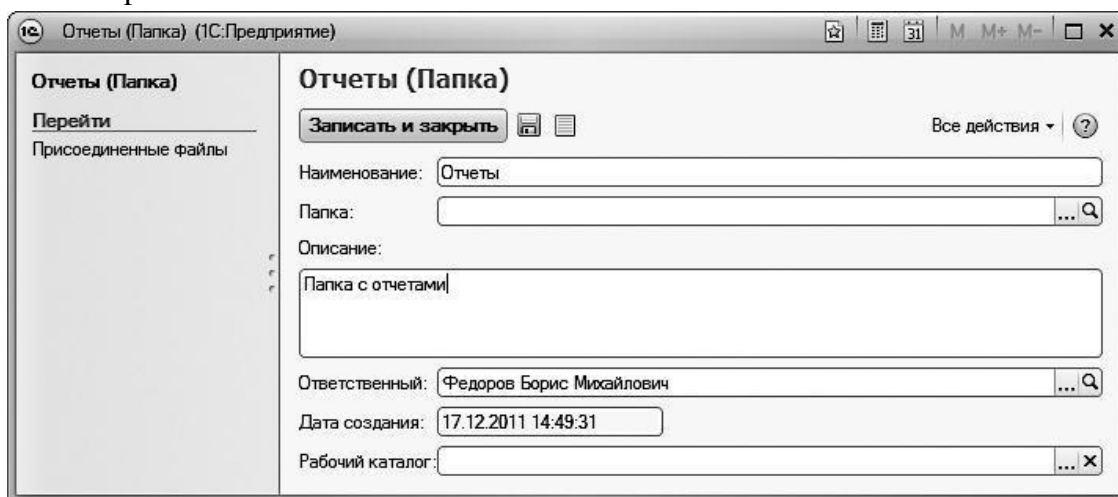 Отчеты (Папка) (1С:Предприятие)
31 M M+ M-
Отчеты (Папка)
Перейти
Присоединенные файлы
Отчеты (Папка)
Записать и закрыть
Все действия
?
Наименование: Отчеты
Папка: ...
Описание:
Папка с отчетами
Ответственный: Федоров Борис Михайлович ...
Дата создания: 17.12.2011 14:49:31
Рабочий каталог: ... x